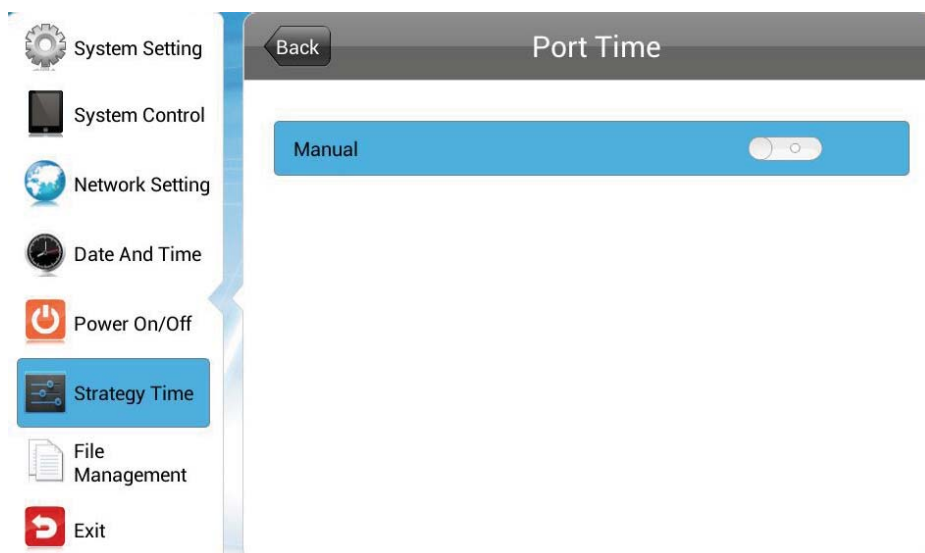 System Setting
System Control
Network Setting
Date And Time
Power On/Off
Strategy Time
File
Management
Exit
Back
Port Time
Manual